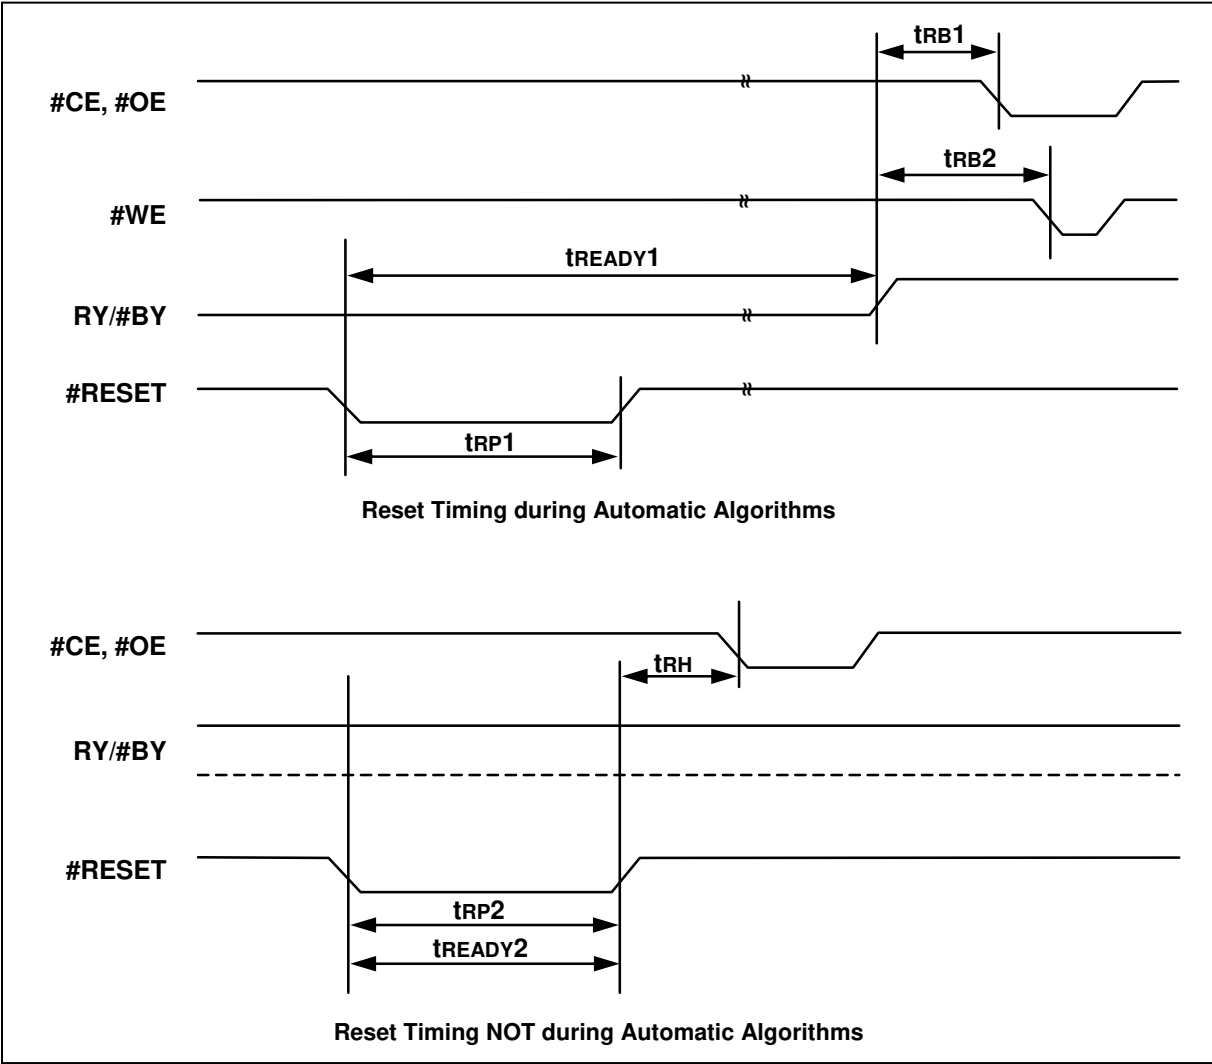 tRB1
#CE, #OE
tRB2
#WE
tREADY1
RY/#BY
#RESET
tRP1
Reset Timing during Automatic Algorithms
#CE, #OE
tRH
RY/#BY
#RESET
tRP2
tREADY2
Reset Timing NOT during Automatic Algorithms